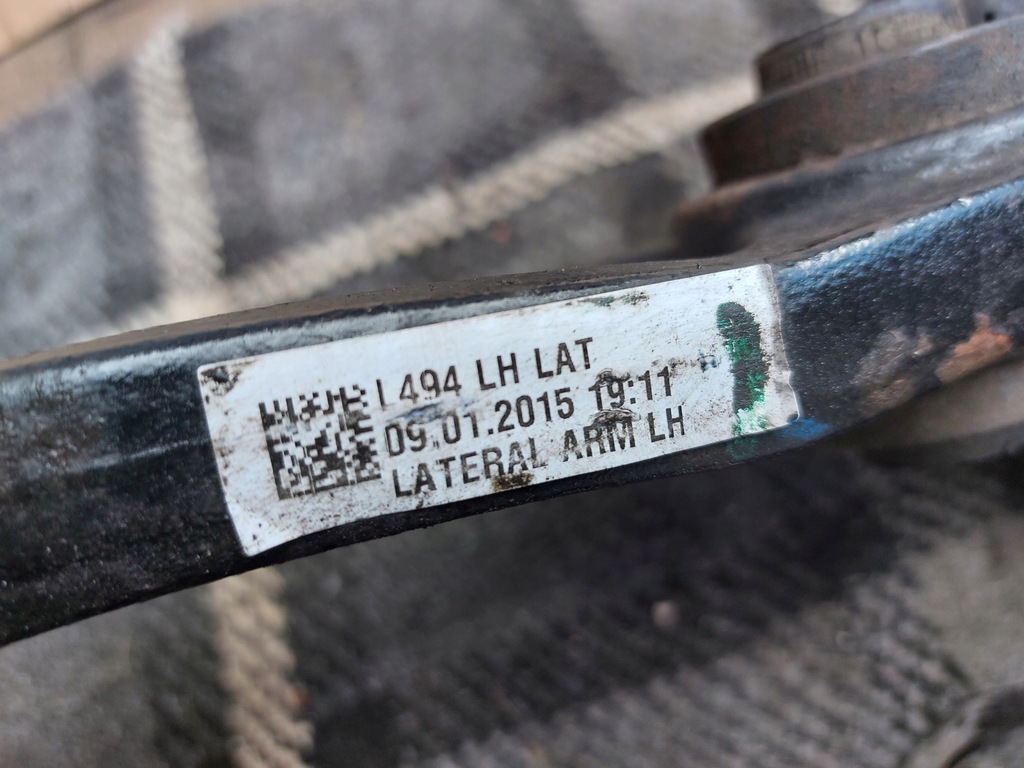 L494 LH LAT
09.01.2015 19:11
LATERAL ARM LH